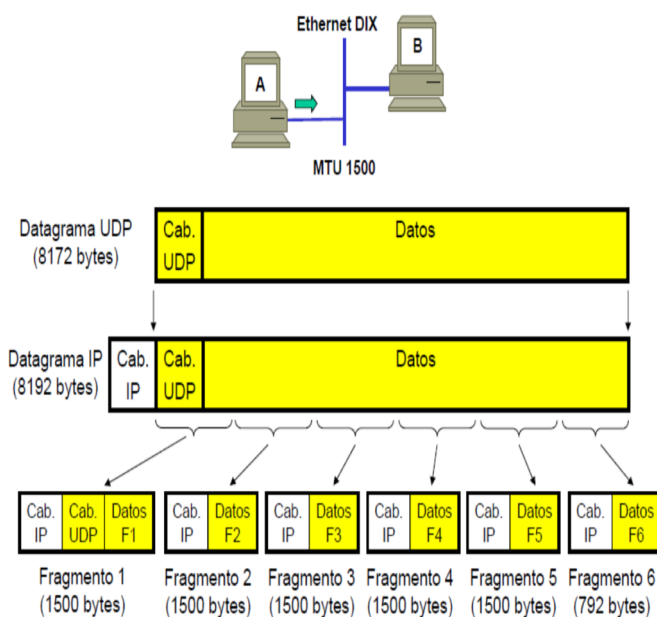 Ethernet DIX
A
B
MTU 1500
Datagrama UDP
(8172 bytes)
Cab.
UDP
Datos
Datagrama IP
(8192 bytes)
Cab.
IP
Cab.
UDP
Datos
Cab.
IP
Cab.
UDP
Datos
F1
Cab.
IP
Datos
F2
Cab.
IP
Datos
F3
Cab.
IP
Datos
F4
Cab.
IP
Datos
F5
Cab.
IP
Datos
F6
Fragmento 1
(1500 bytes)
Fragmento 2
(1500 bytes)
Fragmento 3
(1500 bytes)
Fragmento 4
(1500 bytes)
Fragmento 5
(1500 bytes)
Fragmento 6
(792 bytes)